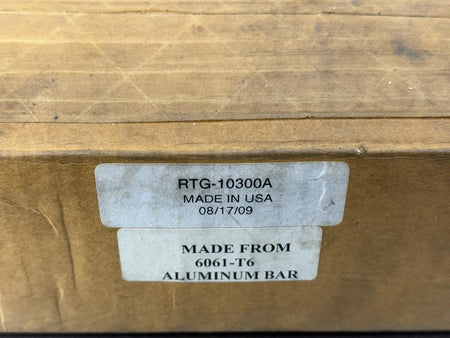 RTG-10300A
MADE IN USA
08/17/09
MADE FROM
6061-T6
ALUMINUM BAR